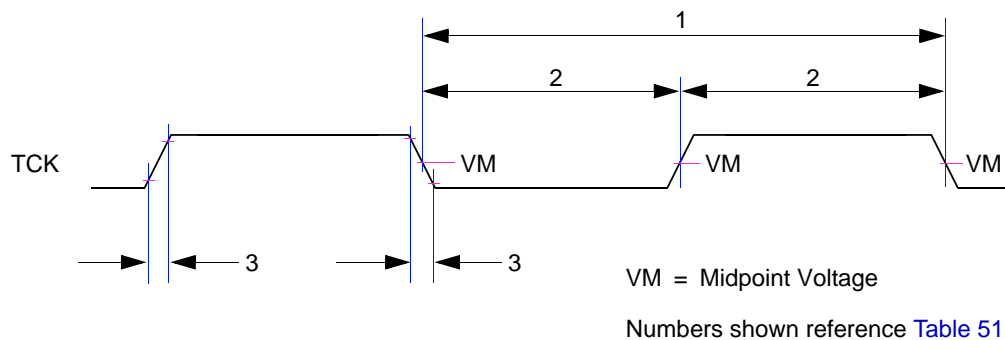 1
2
2
TCK
VM
VM
VM
3
3
VM = Midpoint Voltage
Numbers shown reference Table 51